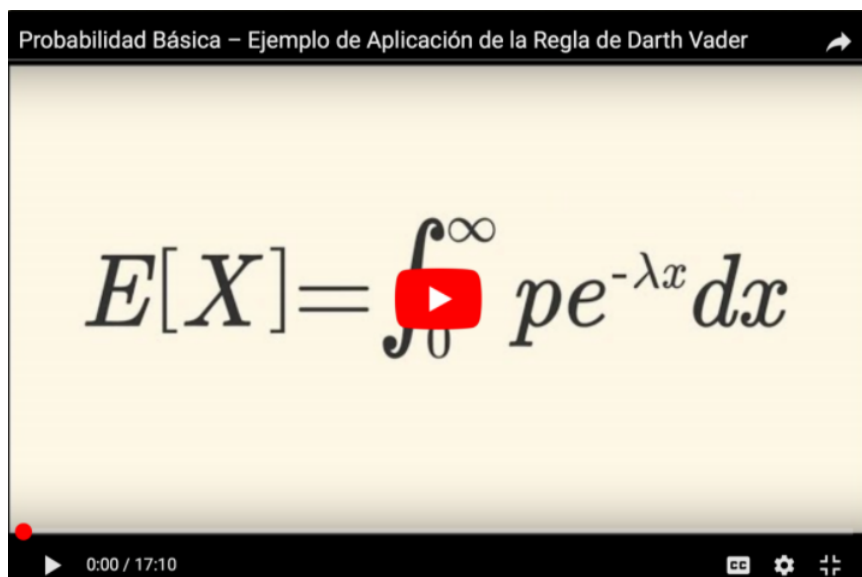 Probabilidad Básica – Ejemplo de Aplicación de la Regla de Darth Vader
E[X]=∫₀^∞ pe^{-λx}dx
0:00 / 17:10
CC